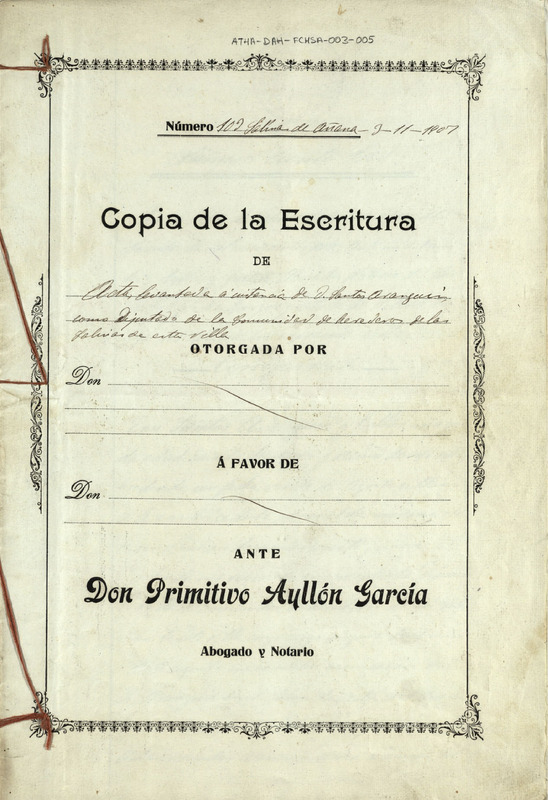 ATHA-DAH-FCHSA-003-005
Número 102 Salinas de Añana - 3-11-1907
Copia de la Escritura
DE
Acta levantada a instancia de D. Santos Aranguiz
como Diputado de la Comunidad de herederos de las
salinas de esta Villa
OTORGADA POR
Don
Á FAVOR DE
Don
ANTE
Don Primitivo Ayllón García
Abogado y Notario